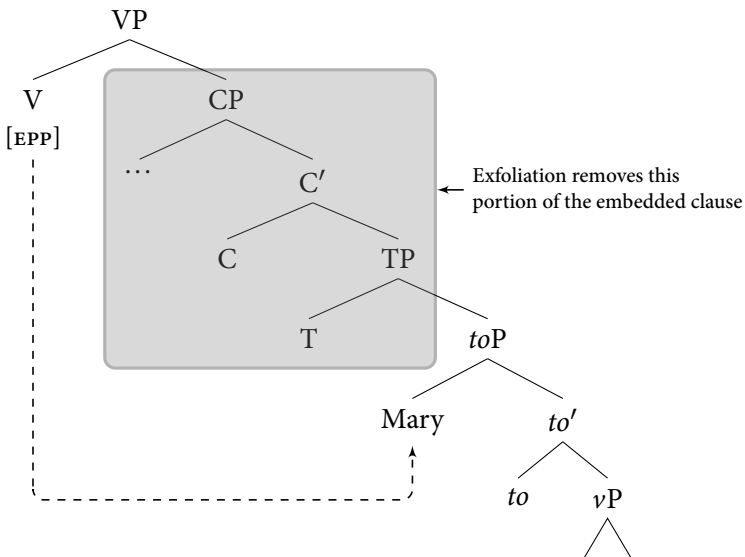 VP
V
CP
[EPP]
…
C′
Exfoliation removes this
portion of the embedded clause
C
TP
T
toP
Mary
to′
to
vP